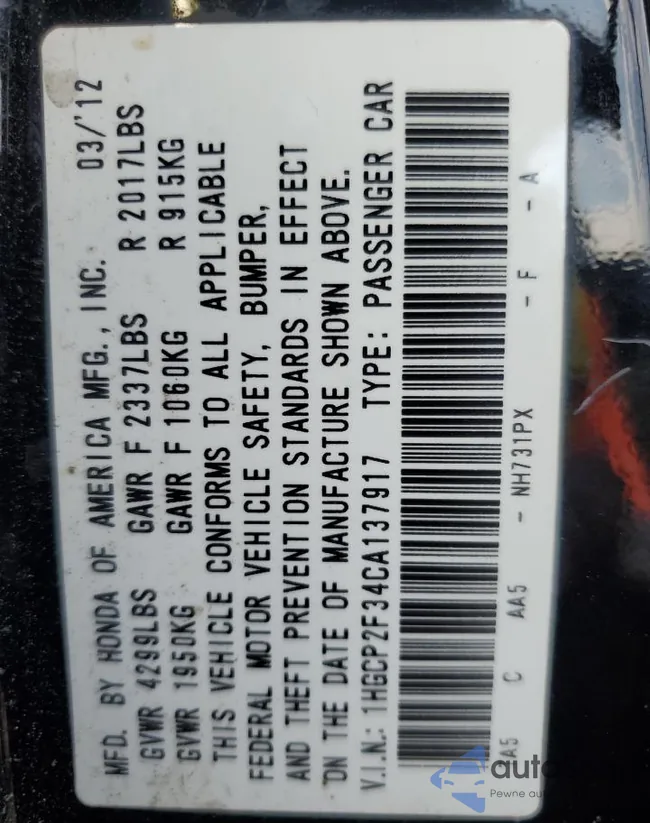 MFD. BY HONDA OF AMERICA MFG., INC. 03/'12
GVWR 4299LBS GAWR F 2337LBS R 2017LBS
GVWR 1950KG GAWR F 1060KG R 915KG
THIS VEHICLE CONFORMS TO ALL APPLICABLE
FEDERAL MOTOR VEHICLE SAFETY, BUMPER,
AND THEFT PREVENTION STANDARDS IN EFFECT
ON THE DATE OF MANUFACTURE SHOWN ABOVE.
V.I.N.: 1HGCP2F34CA137917 TYPE: PASSENGER CAR
AA5 C AA5 - NH731PX - F - A
Pewne